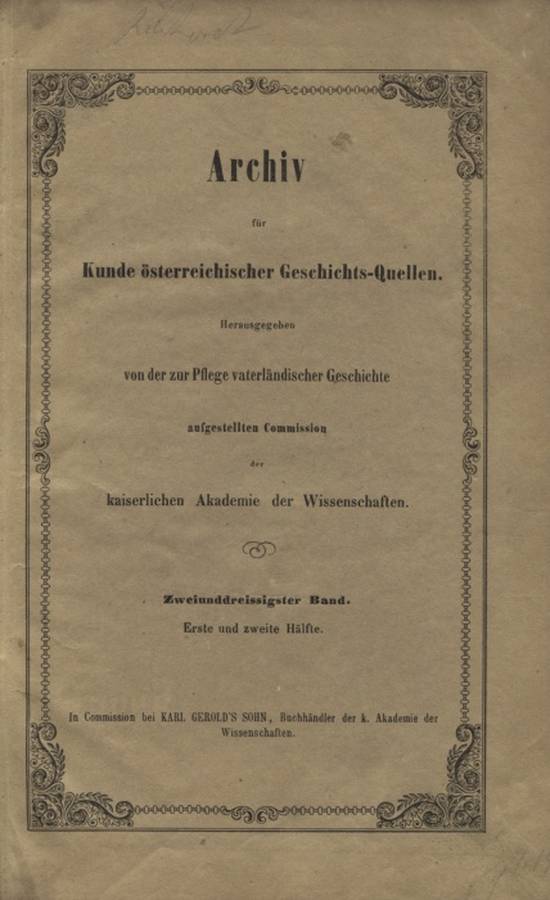 Archiv
für
Kunde österreichischer Geschichts-Quellen.
Herausgegeben
von der zur Pflege vaterländischer Geschichte
aufgestellten Commission
der
kaiserlichen Akademie der Wissenschaften.
Zweiunddreissigster Band.
Erste und zweite Hälfte.
In Commission bei KARL GEROLD'S SOHN, Buchhändler der k. Akademie der
Wissenschaften.